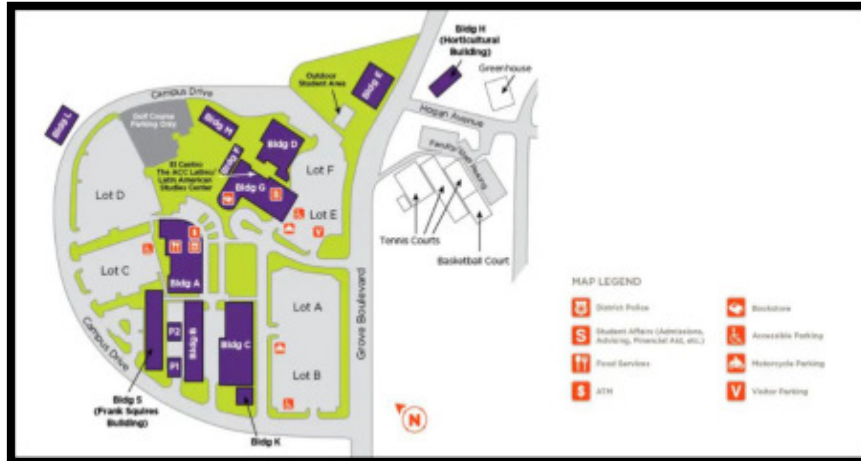 Bldg H
(Horticultural
Building)
Greenhouse
Outdoor
Student Area
Bldg E
Campus Drive
Hogan Avenue
Golf Course
Parking Only
Bldg L
Bldg M
Bldg D
Bldg F
El Centro
The ACC Latino/
Latin American
Studies Center
Bldg G
S
Lot F
Faculty/Staff Parking
Lot D
Lot E
V
Tennis Courts
Basketball Court
$
Lot C
Bldg A
Grove Boulevard
Lot A
Campus Drive
P2
P1
Bldg B
Bldg C
Lot B
Bldg S
(Frank Squires
Building)
Bldg K
N
MAP LEGEND
District Police
Bookstore
S
Student Affairs (Admissions,
Advising, Financial Aid, etc.)
Accessible Parking
Food Services
Motorcycle Parking
$
ATM
V
Visitor Parking